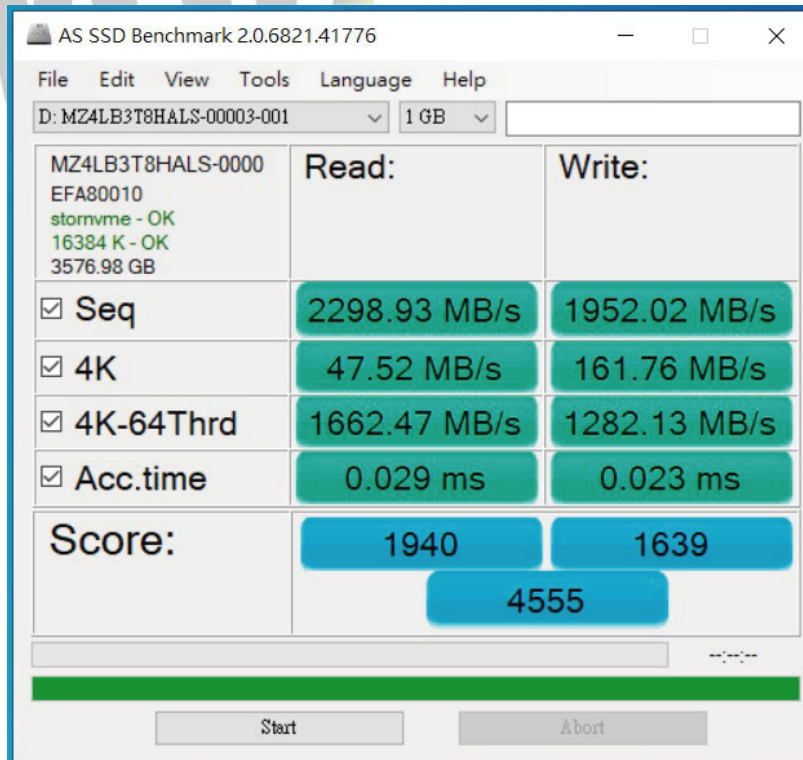 AS SSD Benchmark 2.0.6821.41776
File Edit View Tools Language Help
D: MZ4LB3T8HALS-00003-001 1 GB
MZ4LB3T8HALS-0000
EFA80010
stornvme - OK
16384 K - OK
3576.98 GB
Read: Write:
Seq 2298.93 MB/s 1952.02 MB/s
4K 47.52 MB/s 161.76 MB/s
4K-64Thrd 1662.47 MB/s 1282.13 MB/s
Acc.time 0.029 ms 0.023 ms
Score: 1940 1639
4555
--:--:--
Start Abort